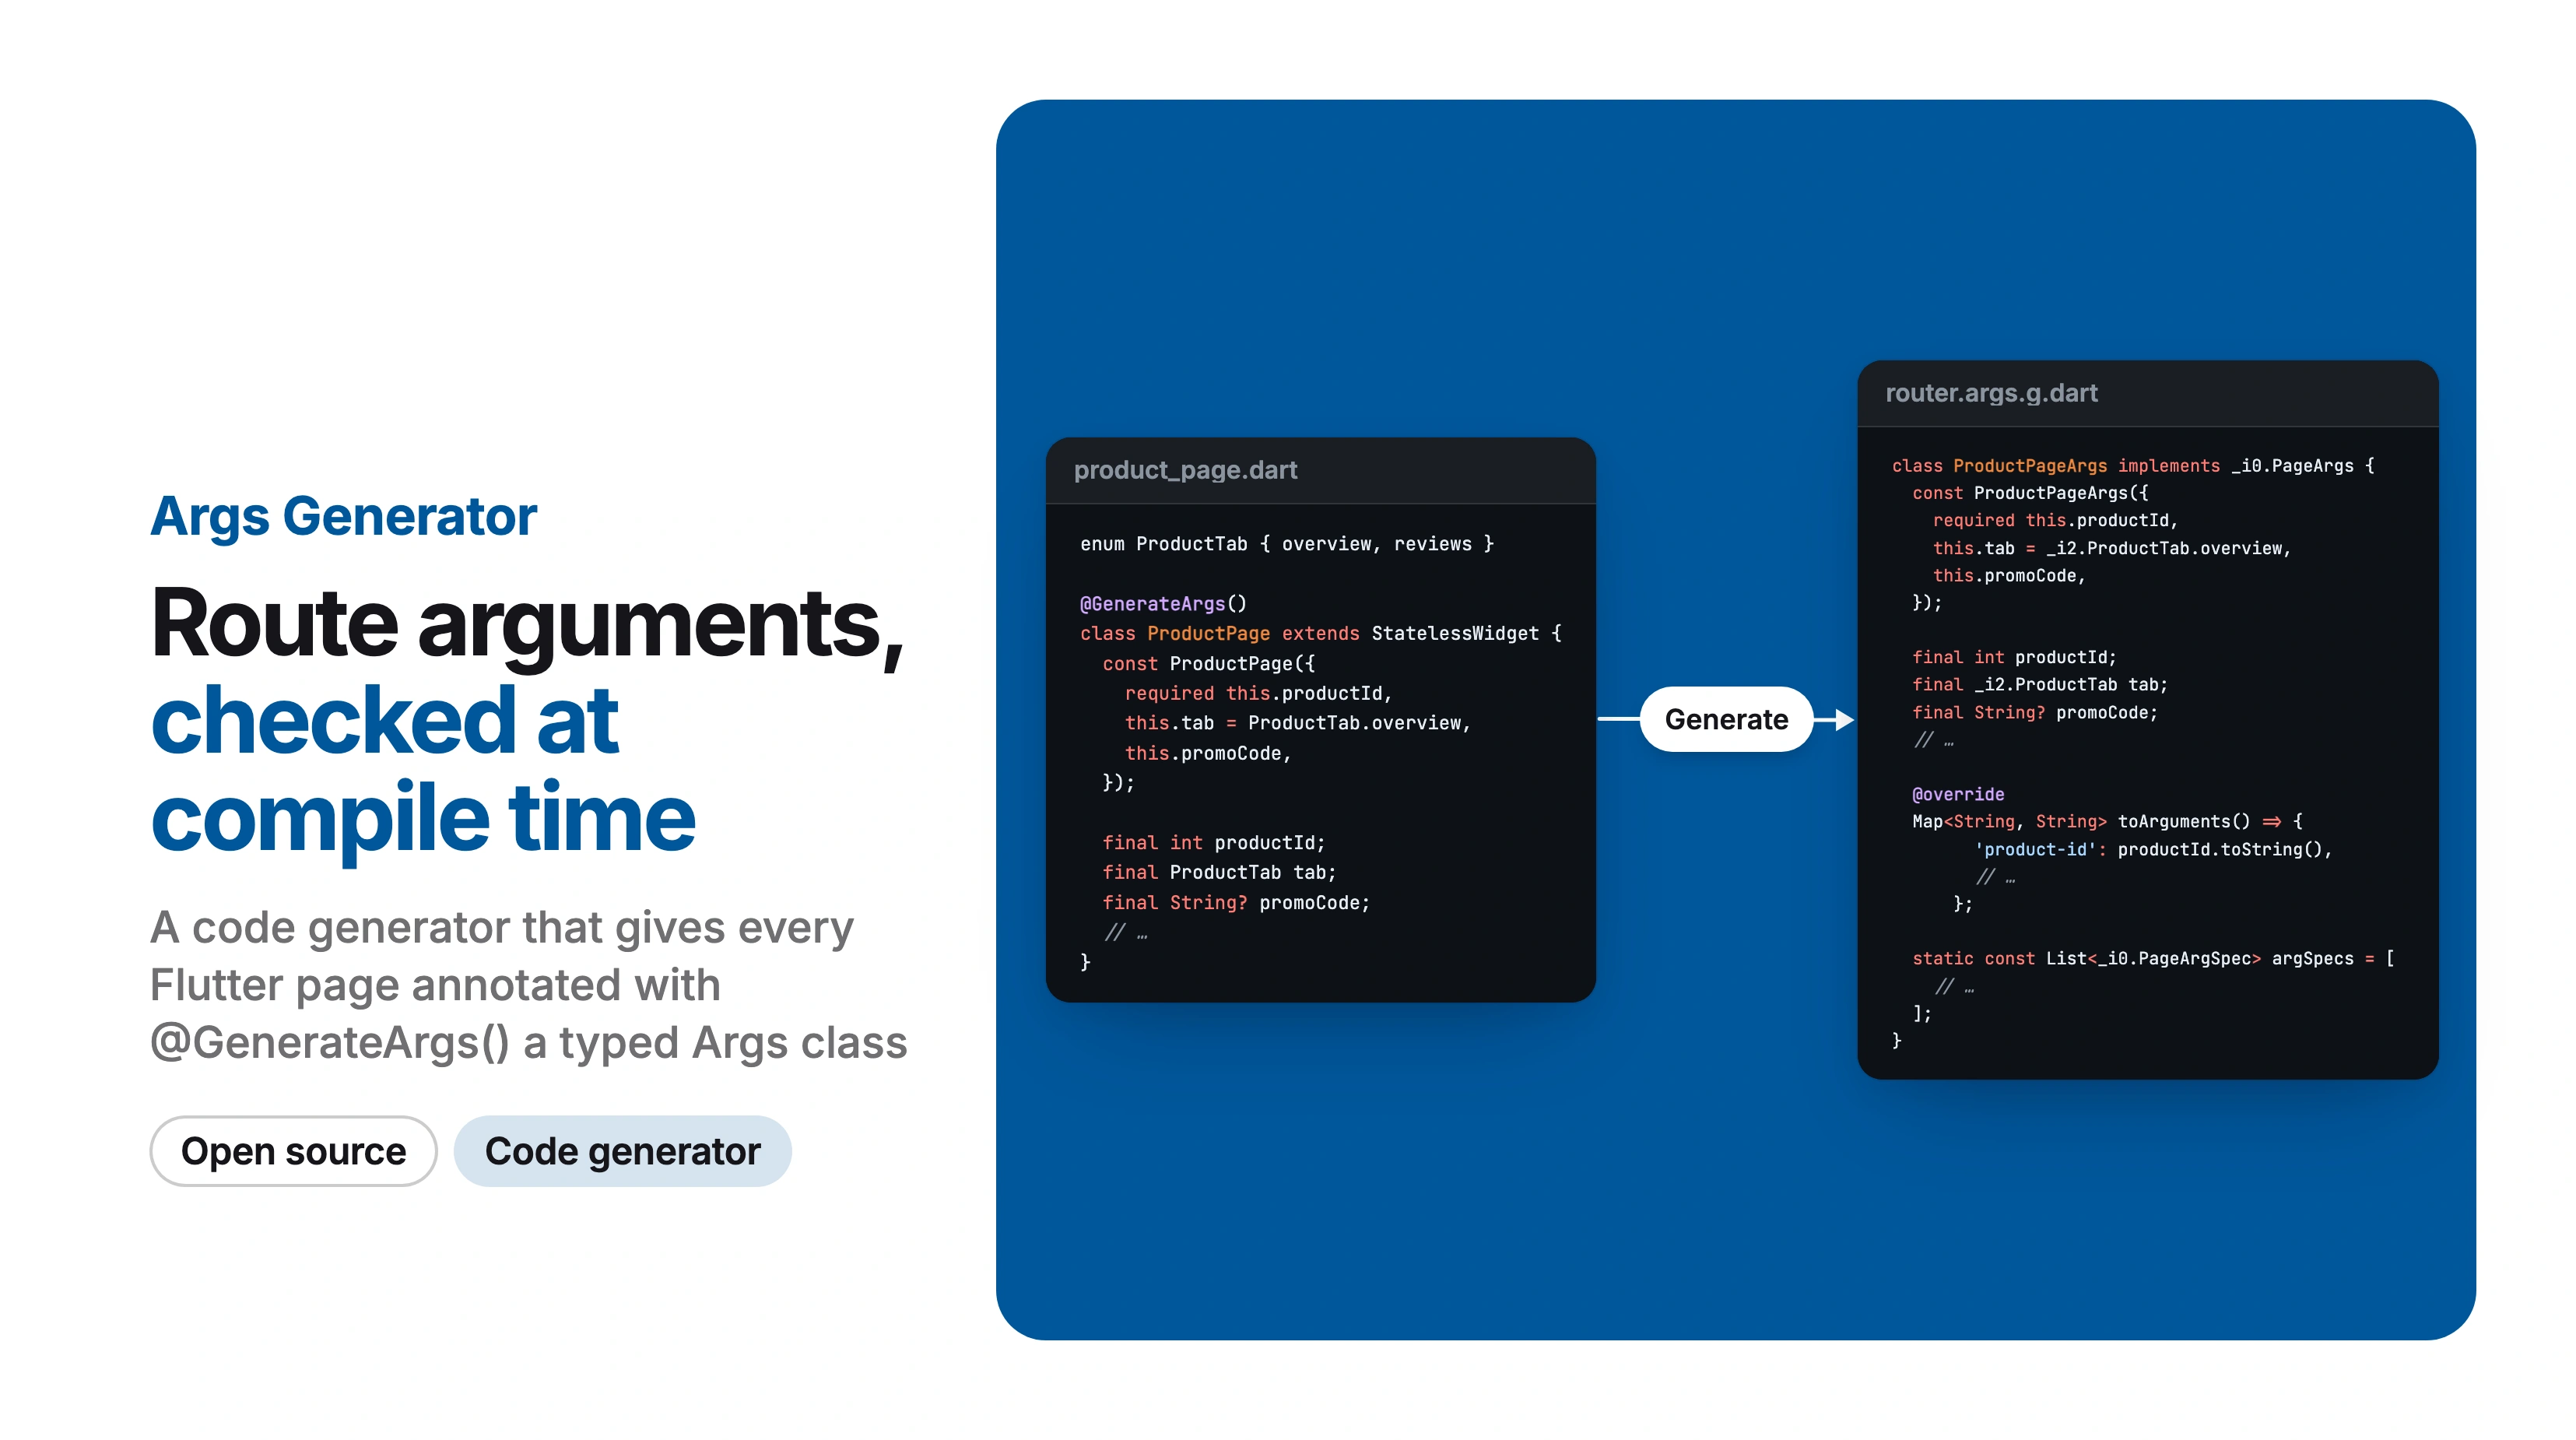 Args Generator
Route arguments,
checked at
compile time
A code generator that gives every
Flutter page annotated with
@GenerateArgs() a typed Args class
Open source
Code generator
product_page.dart
enum ProductTab { overview, reviews }
@GenerateArgs()
class ProductPage extends StatelessWidget {
  const ProductPage({
    required this.productId,
    this.tab = ProductTab.overview,
    this.promoCode,
  });
  final int productId;
  final ProductTab tab;
  final String? promoCode;
  // …
}
Generate
router.args.g.dart
class ProductPageArgs implements _i0.PageArgs {
  const ProductPageArgs({
    required this.productId,
    this.tab = _i2.ProductTab.overview,
    this.promoCode,
  });
  final int productId;
  final _i2.ProductTab tab;
  final String? promoCode;
  // …
  @override
  Map<String, String> toArguments() => {
        'product-id': productId.toString(),
        // …
      };
  static const List<_i0.PageArgSpec> argSpecs = [
    // …
  ];
}